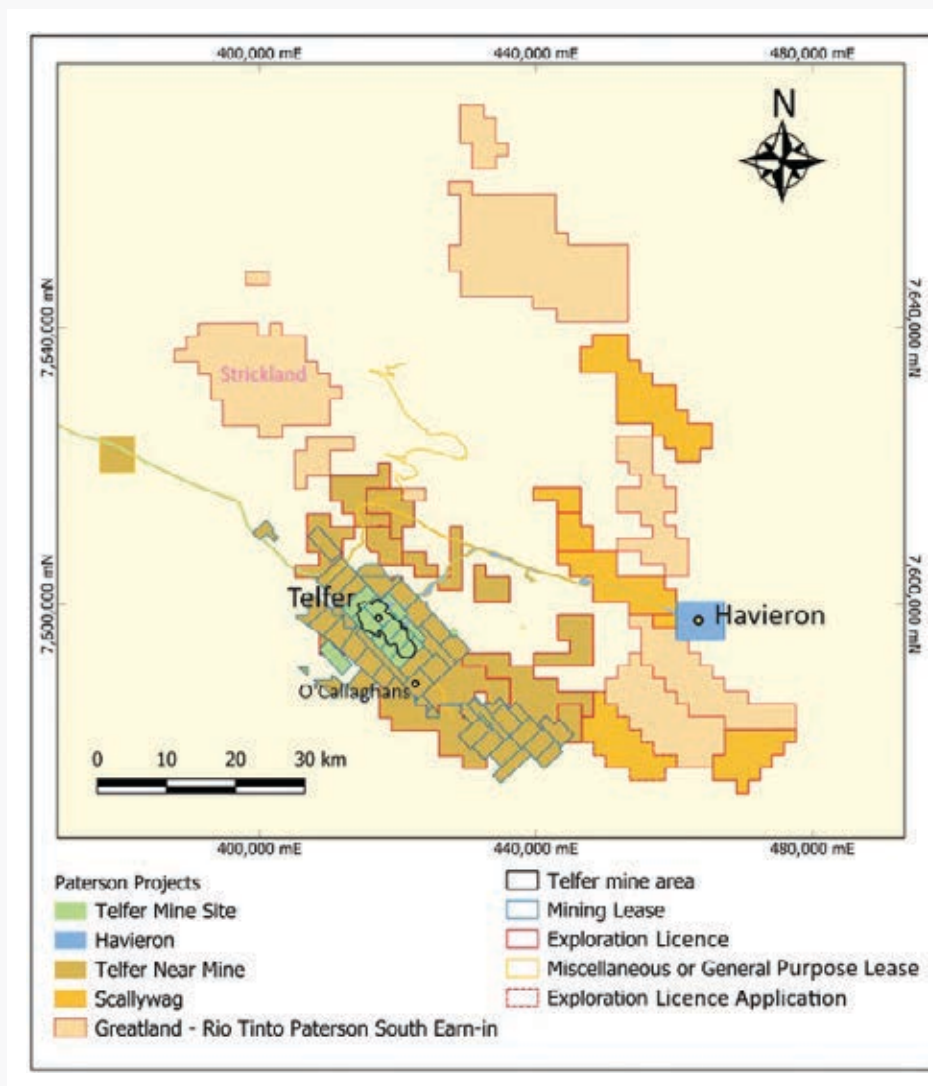 400,000 mE
440,000 mE
480,000 mE
N
7,640,000 mN
7,640,000 mN
Strickland
7,600,000 mN
7,600,000 mN
Telfer
Havieron
O'Callaghans
0 10 20 30 km
400,000 mE
440,000 mE
480,000 mE
Paterson Projects
Telfer Mine Site
Havieron
Telfer Near Mine
Scallywag
Greatland - Rio Tinto Paterson South Earn-in
Telfer mine area
Mining Lease
Exploration Licence
Miscellaneous or General Purpose Lease
Exploration Licence Application